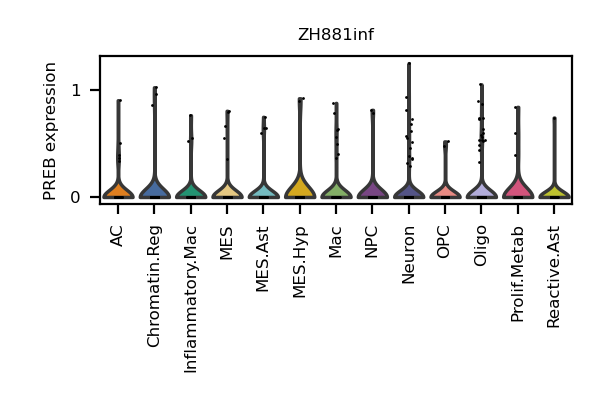 ZH881inf
PREB expression
1
0
AC
Chromatin.Reg
Inflammatory.Mac
MES
MES.Ast
MES.Hyp
Mac
NPC
Neuron
OPC
Oligo
Prolif.Metab
Reactive.Ast